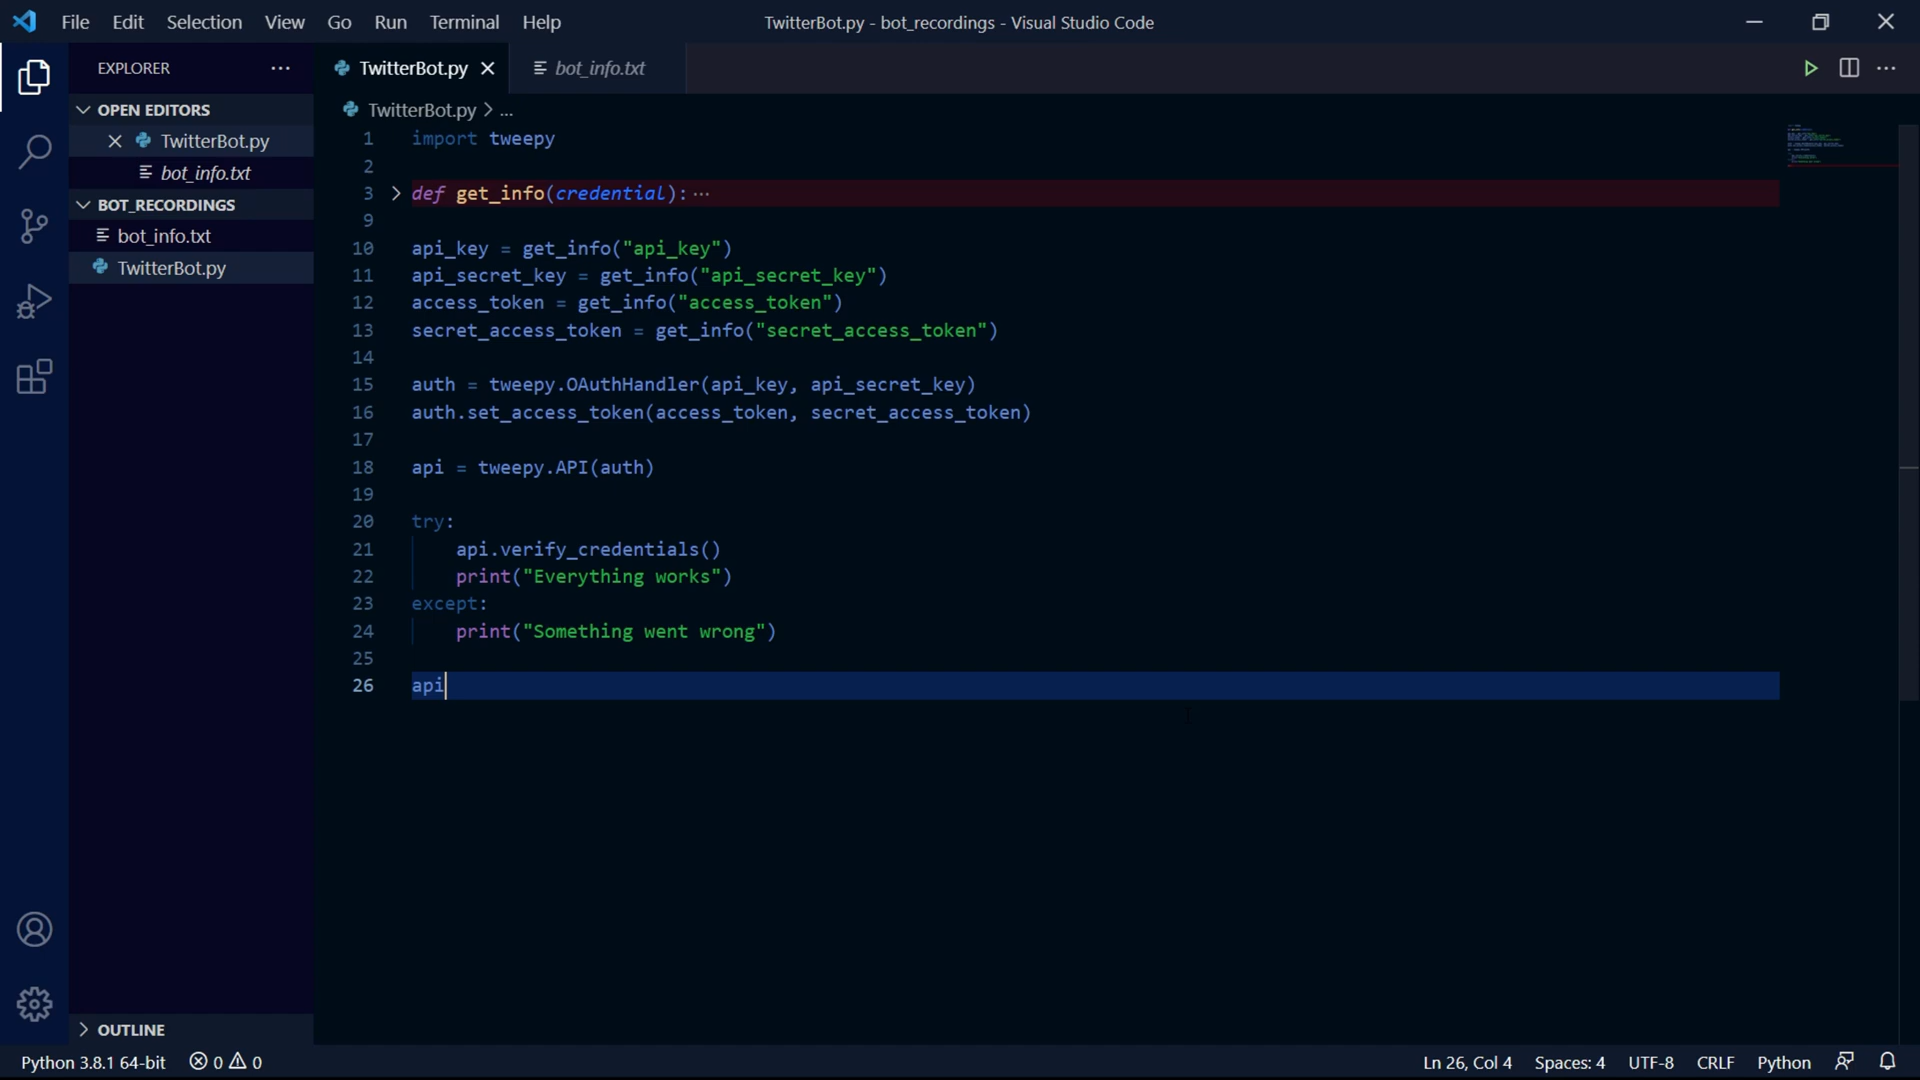 File Edit Selection View Go Run Terminal Help
TwitterBot.py - bot_recordings - Visual Studio Code
EXPLORER ···
OPEN EDITORS
TwitterBot.py
bot_info.txt
BOT_RECORDINGS
bot_info.txt
TwitterBot.py
OUTLINE
TwitterBot.py bot_info.txt
TwitterBot.py > ...
1 import tweepy
2
3 def get_info(credential):···
9
10 api_key = get_info("api_key")
11 api_secret_key = get_info("api_secret_key")
12 access_token = get_info("access_token")
13 secret_access_token = get_info("secret_access_token")
14
15 auth = tweepy.OAuthHandler(api_key, api_secret_key)
16 auth.set_access_token(access_token, secret_access_token)
17
18 api = tweepy.API(auth)
19
20 try:
21 api.verify_credentials()
22 print("Everything works")
23 except:
24 print("Something went wrong")
25
26 api
Python 3.8.1 64-bit 0 0 Ln 26, Col 4 Spaces: 4 UTF-8 CRLF Python